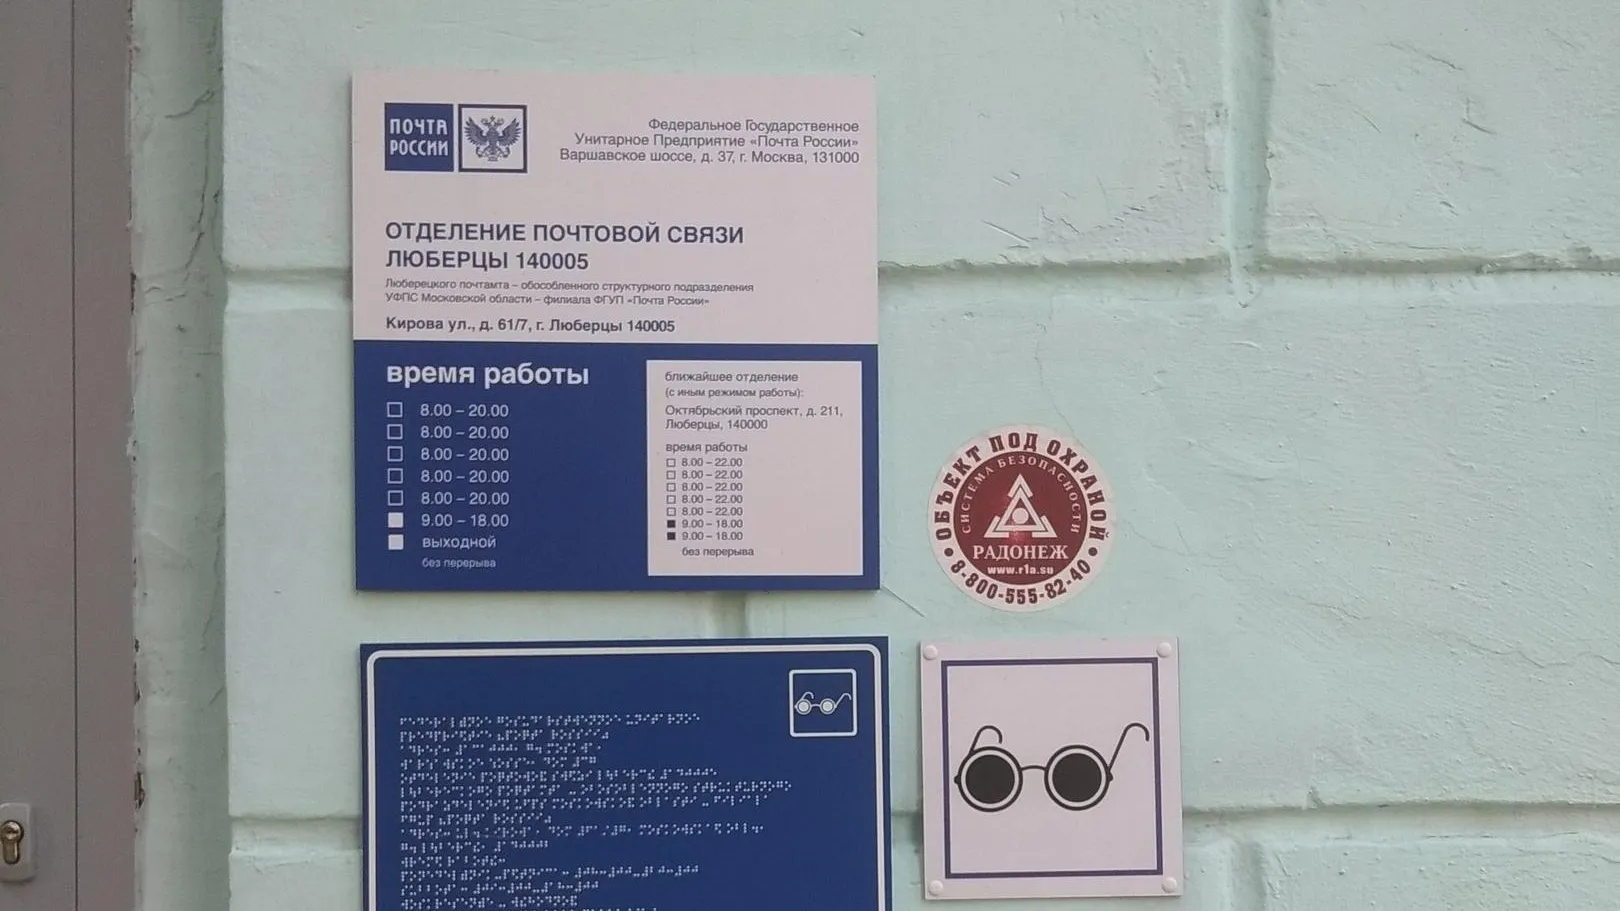 ПОЧТА
РОССИИ
Федеральное Государственное
Унитарное Предприятие «Почта России»
Варшавское шоссе, д. 37, г. Москва, 131000
ОТДЕЛЕНИЕ ПОЧТОВОЙ СВЯЗИ
ЛЮБЕРЦЫ 140005
Люберецкого почтамта – обособленного структурного подразделения
УФПС Московской области – филиала ФГУП «Почта России»
Кирова ул., д. 61/7, г. Люберцы 140005
время работы
8.00 – 20.00
8.00 – 20.00
8.00 – 20.00
8.00 – 20.00
8.00 – 20.00
9.00 – 18.00
выходной
без перерыва
ближайшее отделение
(с иным режимом работы):
Октябрьский проспект, д. 211,
Люберцы, 140000
время работы
8.00 – 22.00
8.00 – 22.00
8.00 – 22.00
8.00 – 22.00
8.00 – 22.00
9.00 – 18.00
9.00 – 18.00
без перерыва
ОБЪЕКТ ПОД ОХРАНОЙ
СИСТЕМА БЕЗОПАСНОСТИ
РАДОНЕЖ
www.r1a.su
8-800-555-82-40